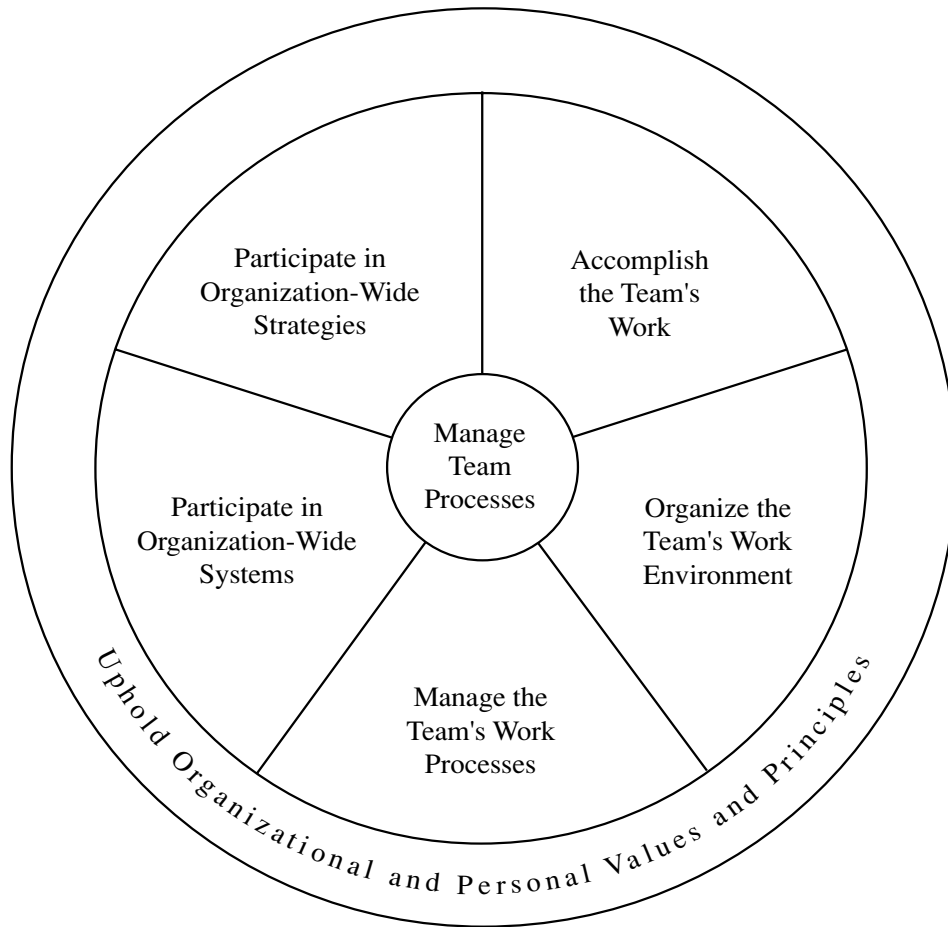 Participate in
Organization-Wide
Strategies
Accomplish
the Team's
Work
Manage
Team
Processes
Participate in
Organization-Wide
Systems
Organize the
Team's Work
Environment
Manage the
Team's Work
Processes
Uphold Organizational and Personal Values and Principles